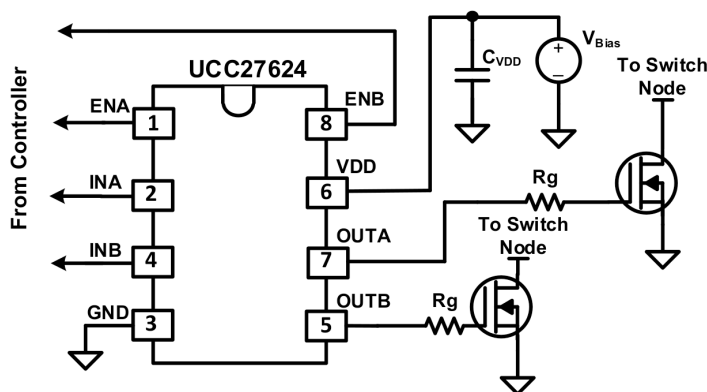 UCC27624
From Controller
ENA
1
INA
2
INB
4
GND
3
ENB
8
VDD
6
OUTA
7
OUTB
5
CVDD
+
–
VBias
To Switch
Node
Rg
To Switch
Node
Rg